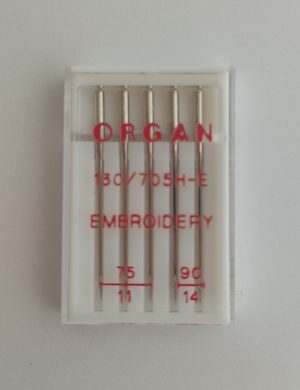 ORGAN
130/705H-E
EMBROIDERY
75 90
11 14